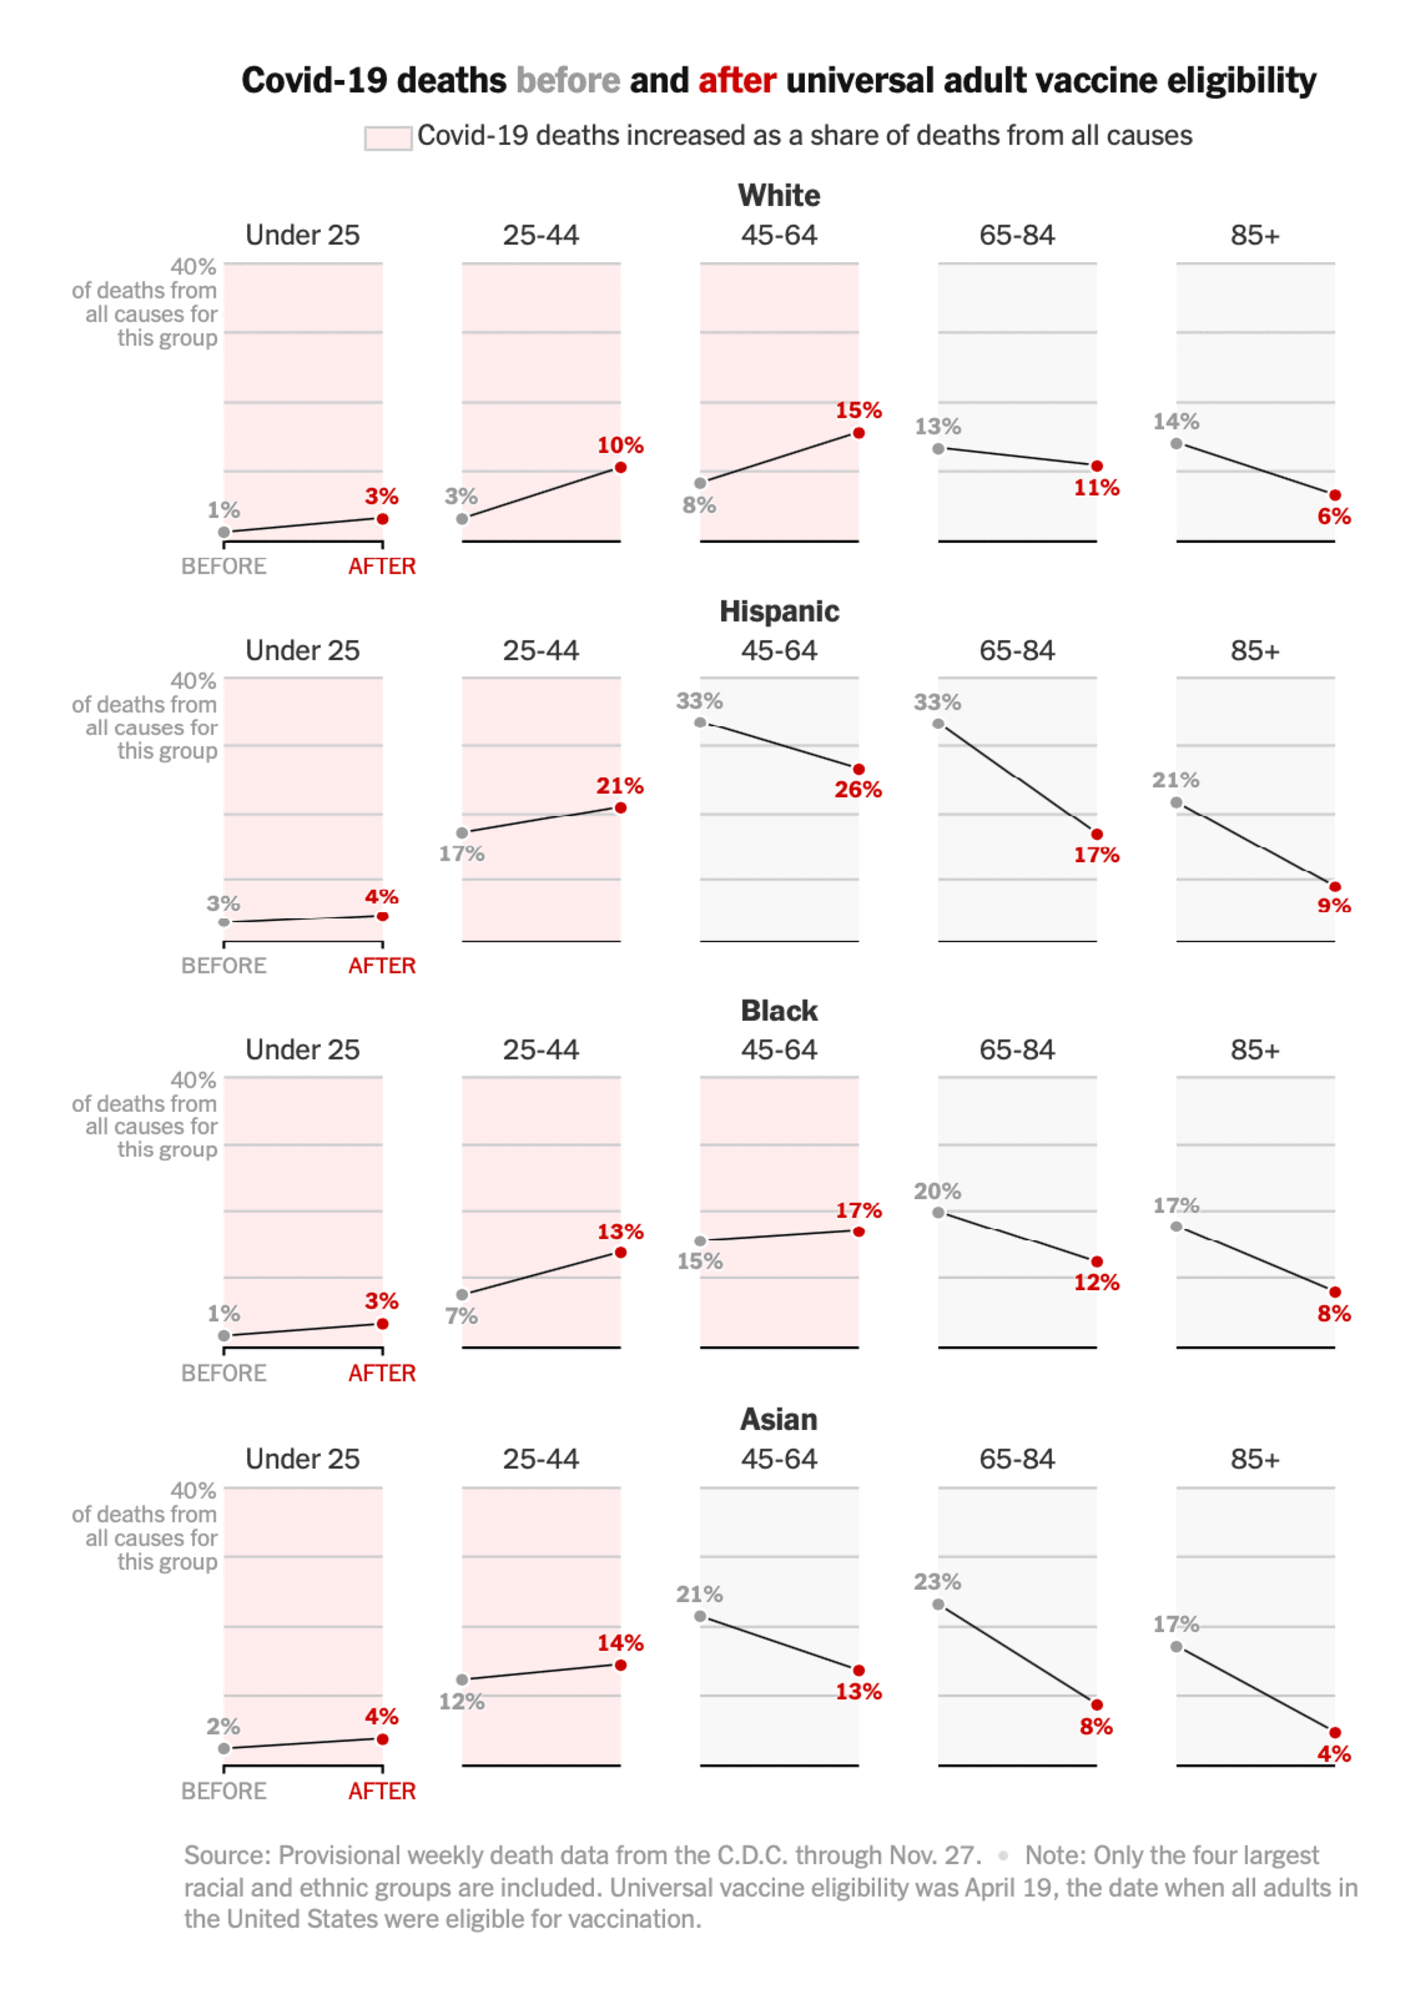 Covid-19 deaths before and after universal adult vaccine eligibility
Covid-19 deaths increased as a share of deaths from all causes
White
Under 25 25-44 45-64 65-84 85+
40%
of deaths from
all causes for
this group
1% 3% 3% 10% 8% 15% 13% 11% 14% 6%
BEFORE AFTER
Hispanic
Under 25 25-44 45-64 65-84 85+
40%
of deaths from
all causes for
this group
3% 4% 17% 21% 33% 26% 33% 17% 21% 9%
BEFORE AFTER
Black
Under 25 25-44 45-64 65-84 85+
40%
of deaths from
all causes for
this group
1% 3% 7% 13% 15% 17% 20% 12% 17% 8%
BEFORE AFTER
Asian
Under 25 25-44 45-64 65-84 85+
40%
of deaths from
all causes for
this group
2% 4% 12% 14% 21% 13% 23% 8% 17% 4%
BEFORE AFTER
Source: Provisional weekly death data from the C.D.C. through Nov. 27. • Note: Only the four largest
racial and ethnic groups are included. Universal vaccine eligibility was April 19, the date when all adults in
the United States were eligible for vaccination.